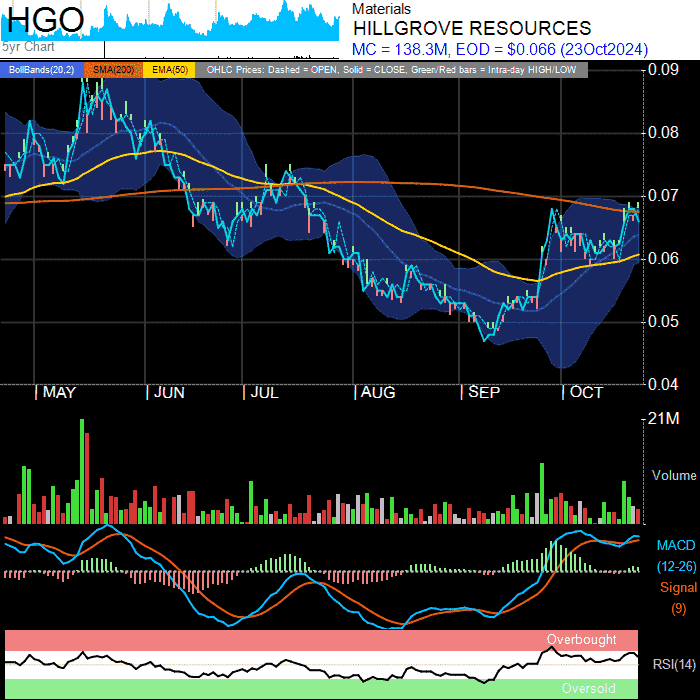 HGO
5yr Chart
Materials
HILLGROVE RESOURCES
MC = 138.3M, EOD = $0.066 (23Oct2024)
BollBands(20,2) SMA(200) EMA(50) OHLC Prices: Dashed = OPEN, Solid = CLOSE, Green/Red bars = Intra-day HIGH/LOW
0.09
0.08
0.07
0.06
0.05
0.04
| MAY | JUN | JUL | AUG | SEP | OCT
21M
Volume
MACD
(12-26)
Signal
(9)
Overbought
RSI(14)
Oversold